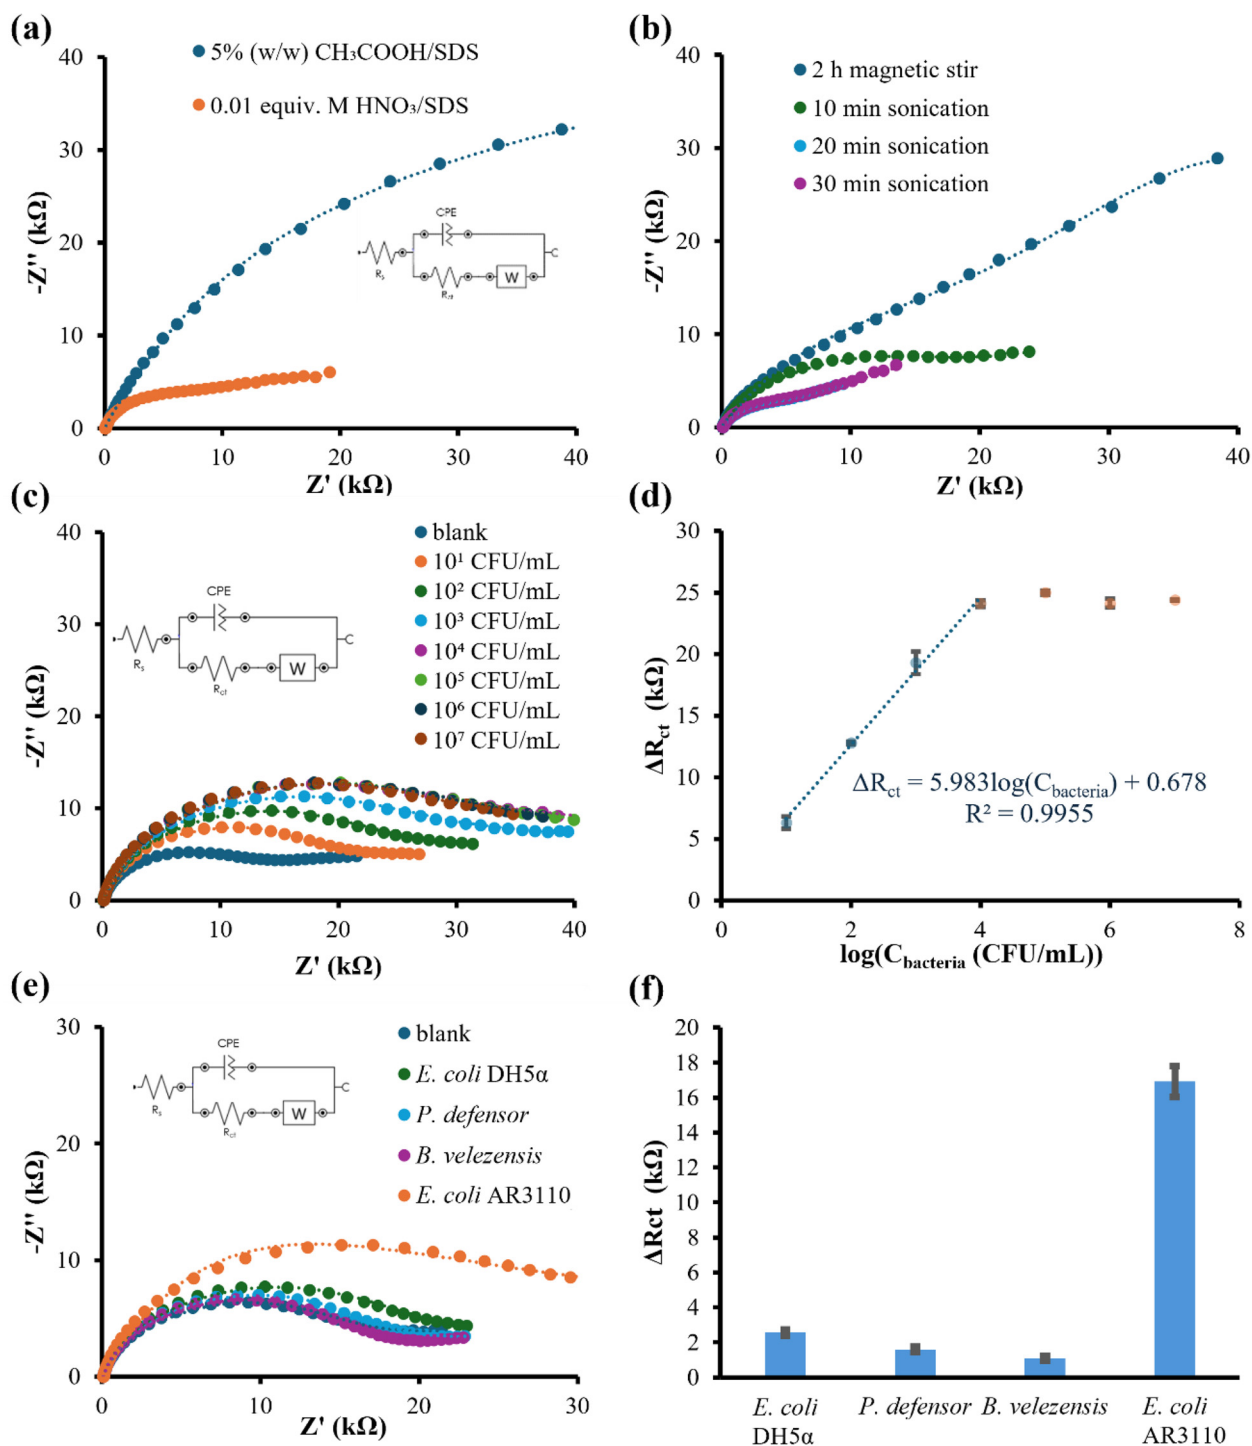 (a)
5% (w/w) CH₃COOH/SDS
0.01 equiv. M HNO₃/SDS
40
30
20
10
0
-Z'' (kΩ)
CPE
Rs
Rct
W
0 10 20 30 40
Z' (kΩ)
(b)
2 h magnetic stir
10 min sonication
20 min sonication
30 min sonication
40
30
20
10
0
-Z'' (kΩ)
0 10 20 30 40
Z' (kΩ)
(c)
blank
10¹ CFU/mL
10² CFU/mL
10³ CFU/mL
10⁴ CFU/mL
10⁵ CFU/mL
10⁶ CFU/mL
10⁷ CFU/mL
40
30
20
10
0
-Z'' (kΩ)
CPE
Rs
Rct
W
0 10 20 30 40
Z' (kΩ)
(d)
30
25
20
15
10
5
0
ΔRct (kΩ)
ΔRct = 5.983log(Cbacteria) + 0.678
R² = 0.9955
0 2 4 6 8
log(Cbacteria (CFU/mL))
(e)
blank
E. coli DH5α
P. defensor
B. velezensis
E. coli AR3110
30
20
10
0
-Z'' (kΩ)
CPE
Rs
Rct
W
0 10 20 30
Z' (kΩ)
(f)
20
18
16
14
12
10
8
6
4
2
0
ΔRct (kΩ)
E. coli P. defensor B. velezensis E. coli
DH5α AR3110